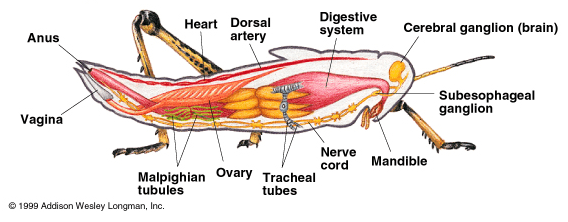 Anus
Heart
Dorsal
artery
Digestive
system
Cerebral ganglion (brain)
Vagina
Subesophageal
ganglion
Malpighian
tubules
Ovary
Tracheal
tubes
Nerve
cord
Mandible
© 1999 Addison Wesley Longman, Inc.